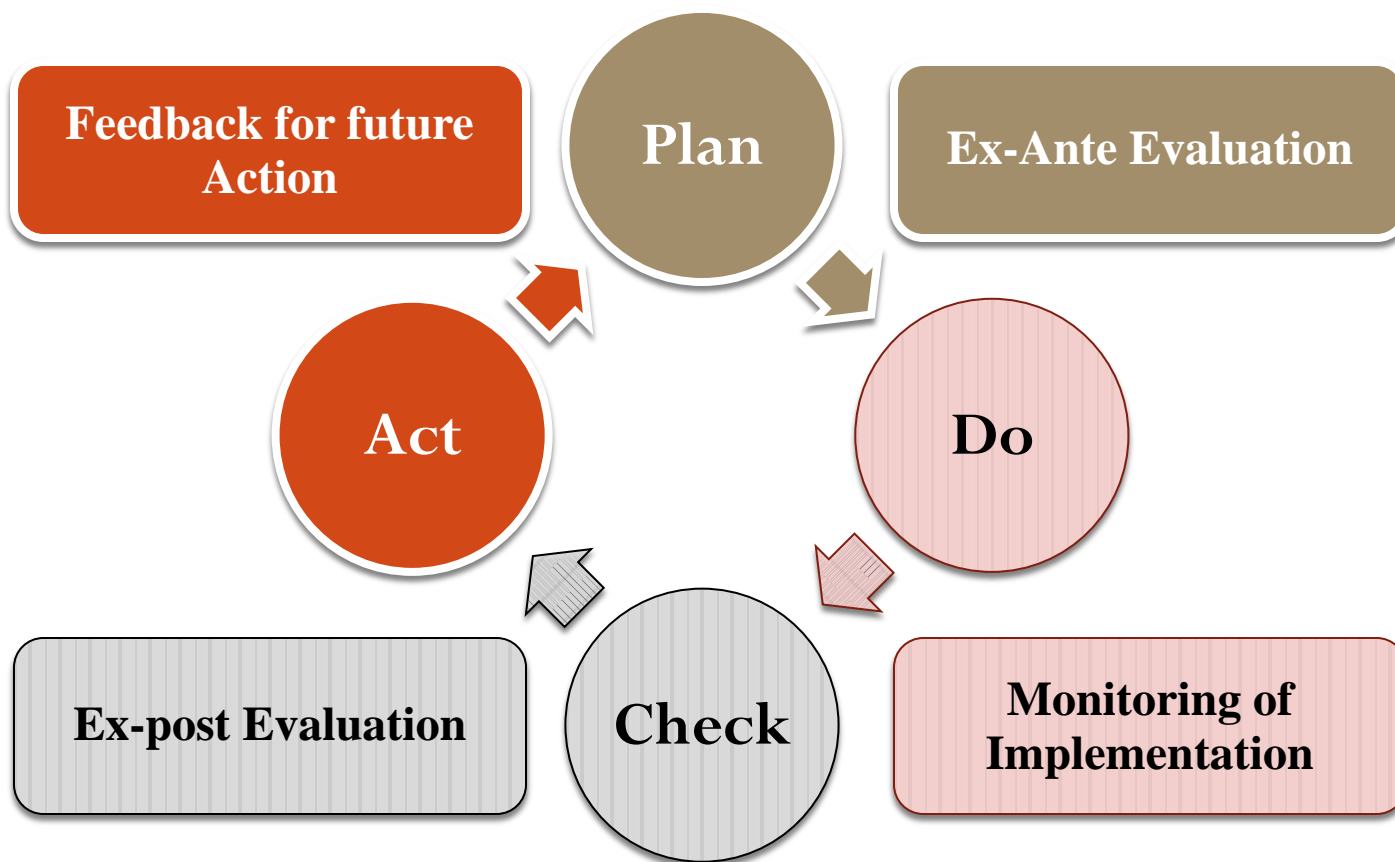 Plan
Feedback for future
Action
Ex-Ante Evaluation
Act
Do
Ex-post Evaluation
Check
Monitoring of
Implementation